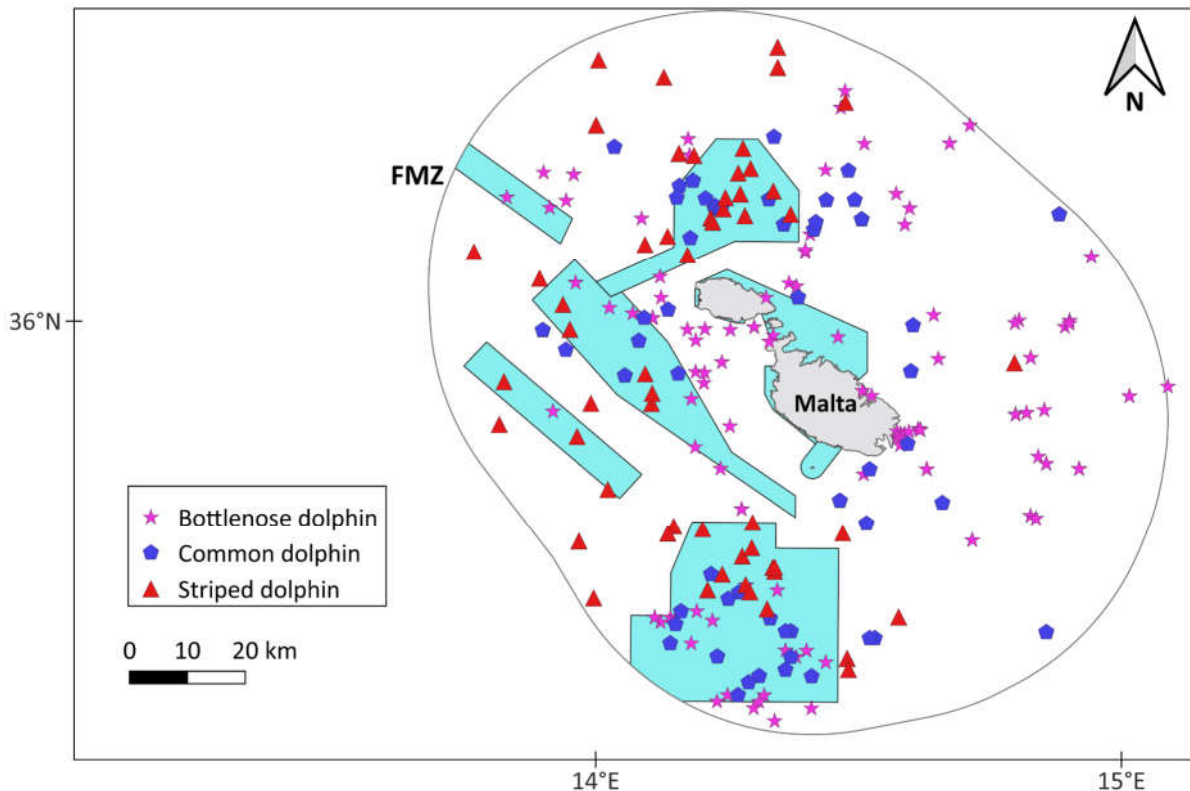 N
FMZ
36°N
Malta
Bottlenose dolphin
Common dolphin
Striped dolphin
0 10 20 km
14°E 15°E